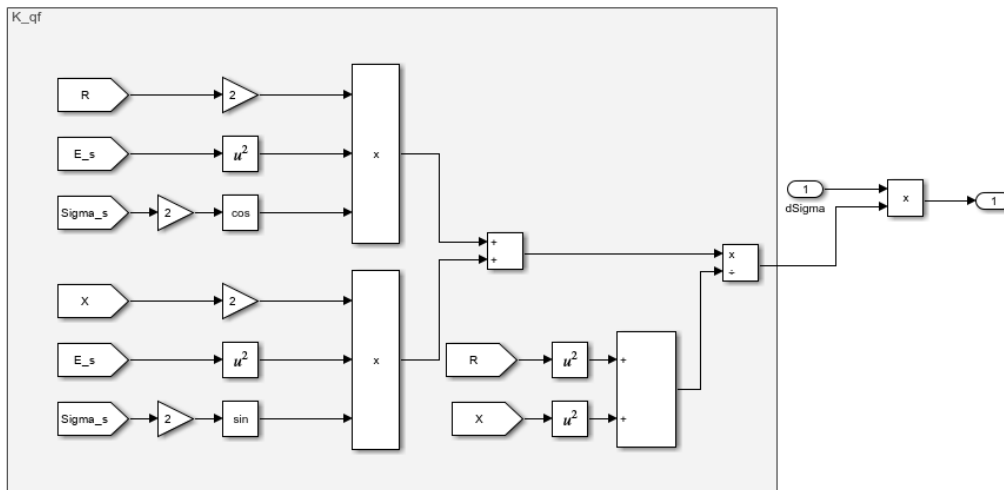 K_qf
R
2
E_s
u²
x
Sigma_s
2
cos
+
+
x
÷
1
dSigma
x
1
X
2
E_s
u²
x
Sigma_s
2
sin
R
u²
+
X
u²
+